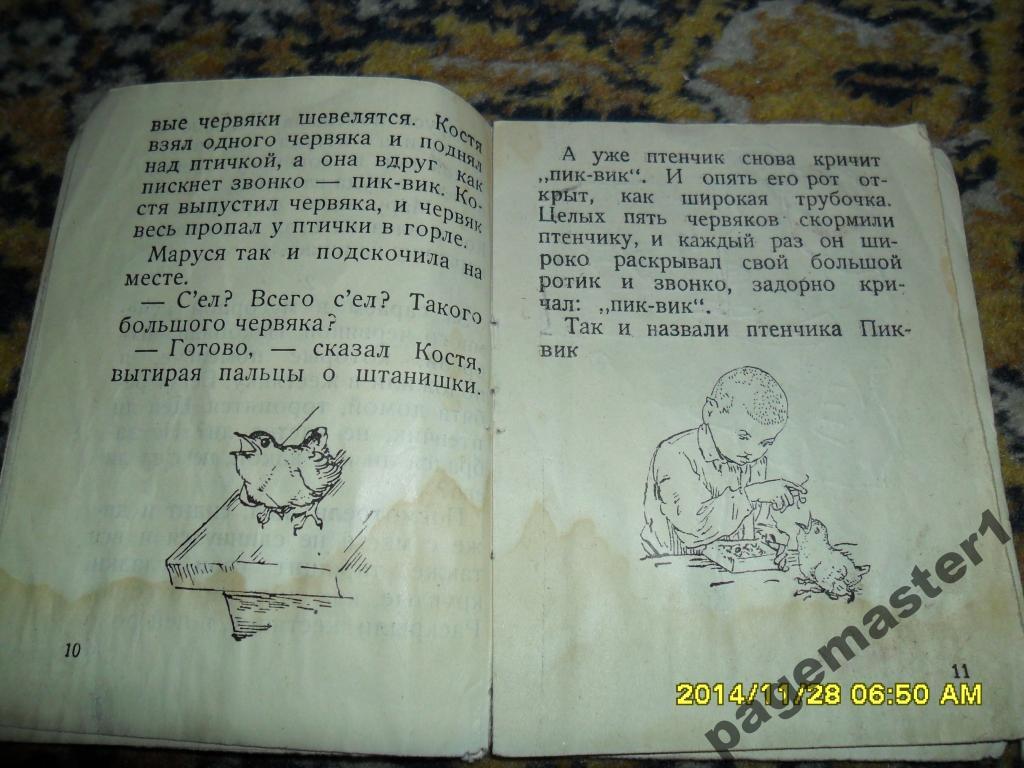 вые червяки шевелятся. Костя
взял одного червяка и поднял
над птичкой, а она вдруг как
пискнет звонко — пик-вик. Ко-
стя выпустил червяка, и червяк
весь пропал у птички в горле.
Маруся так и подскочила на
месте.
— С'ел? Всего с'ел? Такого
большого червяка?
— Готово, — сказал Костя,
вытирая пальцы о штанишки.
10
А уже птенчик снова кричит
„пик-вик“. И опять его рот от-
крыт, как широкая трубочка.
Целых пять червяков скормили
птенчику, и каждый раз он ши-
роко раскрывал свой большой
ротик и звонко, задорно кри-
чал: „пик-вик“.
Так и назвали птенчика Пик-
вик
11
2014/11/28 06:50 AM
pagemaster1